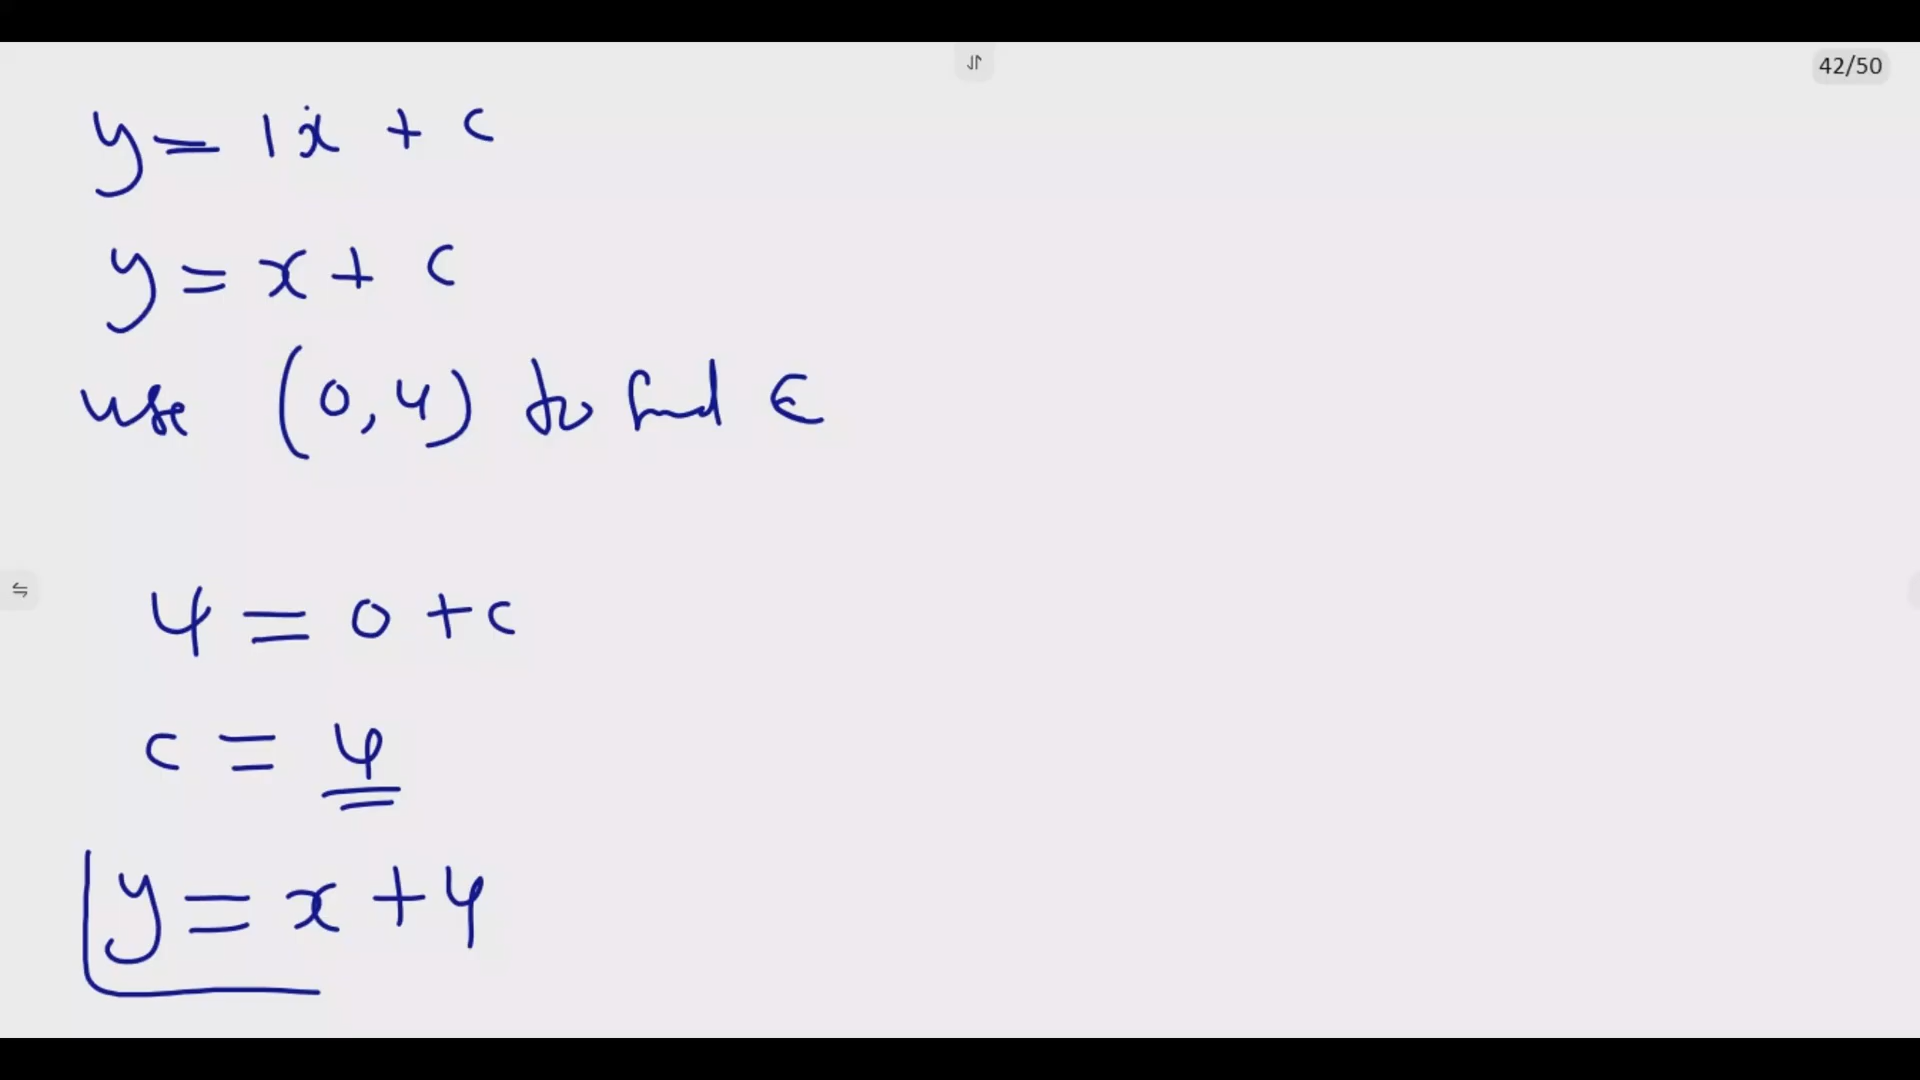 42/50
y = 1x + c
y = x + c
use (0,4) to find c
4 = 0 + c
c = 4
y = x + 4